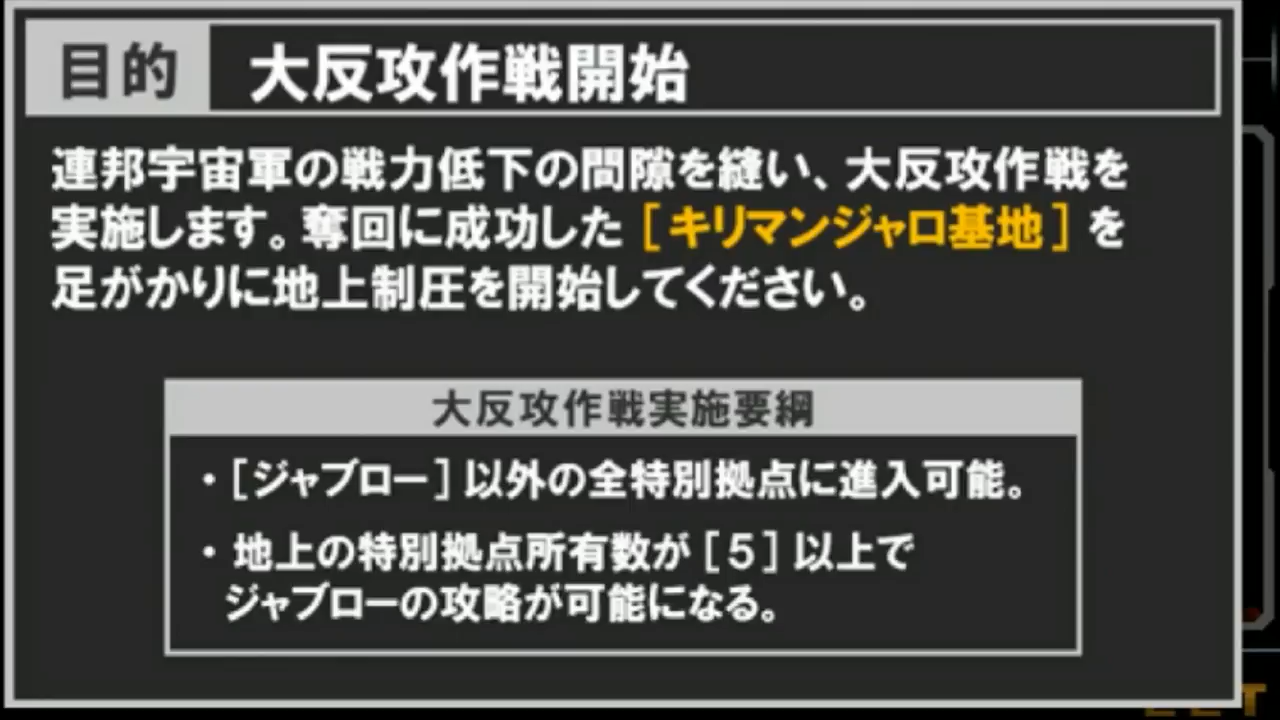 目的 大反攻作戦開始
連邦宇宙軍の戦力低下の間隙を縫い、大反攻作戦を
実施します。奪回に成功した［キリマンジャロ基地］を
足がかりに地上制圧を開始してください。
大反攻作戦実施要綱
・［ジャブロー］以外の全特別拠点に進入可能。
・地上の特別拠点所有数が［５］以上で
ジャブローの攻略が可能になる。